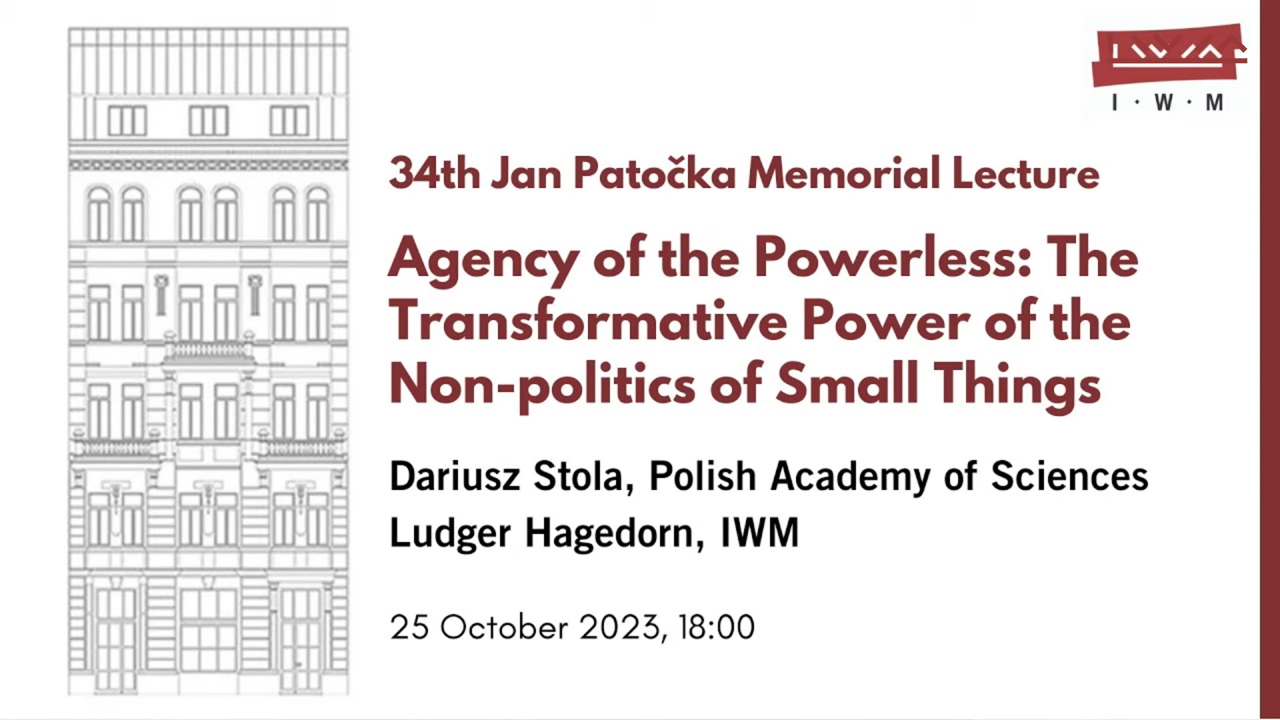 I · W · M
34th Jan Patočka Memorial Lecture
Agency of the Powerless: The
Transformative Power of the
Non-politics of Small Things
Dariusz Stola, Polish Academy of Sciences
Ludger Hagedorn, IWM
25 October 2023, 18:00